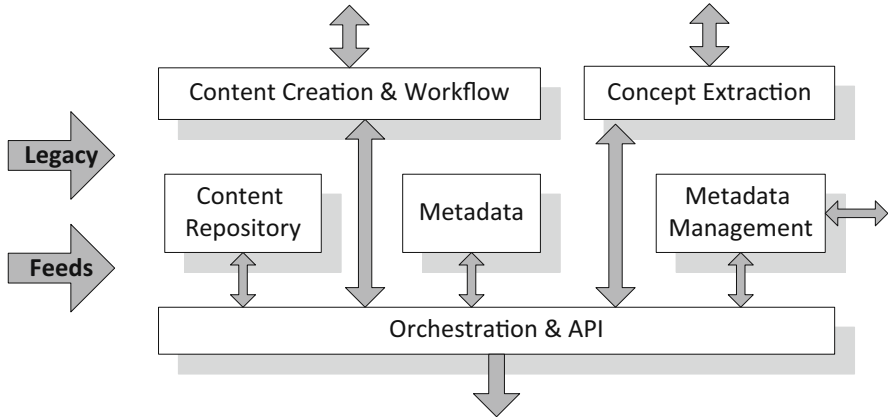 Content Creation & Workflow
Concept Extraction
Legacy
Content
Repository
Metadata
Metadata
Management
Feeds
Orchestration & API